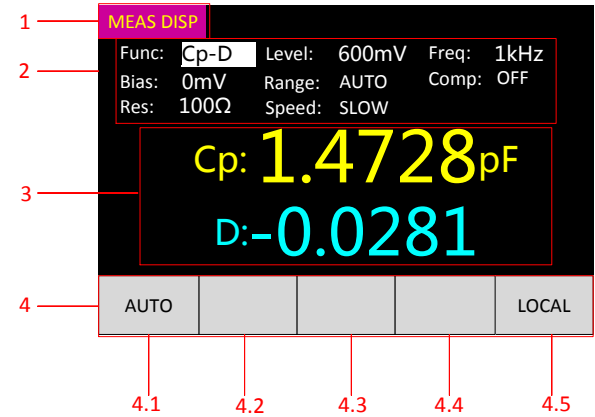 1 MEAS DISP
2
Func: Cp-D Level: 600mV Freq: 1kHz
Bias: 0mV Range: AUTO Comp: OFF
Res: 100Ω Speed: SLOW
3
Cp: 1.4728pF
D:-0.0281
4 AUTO LOCAL
4.1 4.2 4.3 4.4 4.5